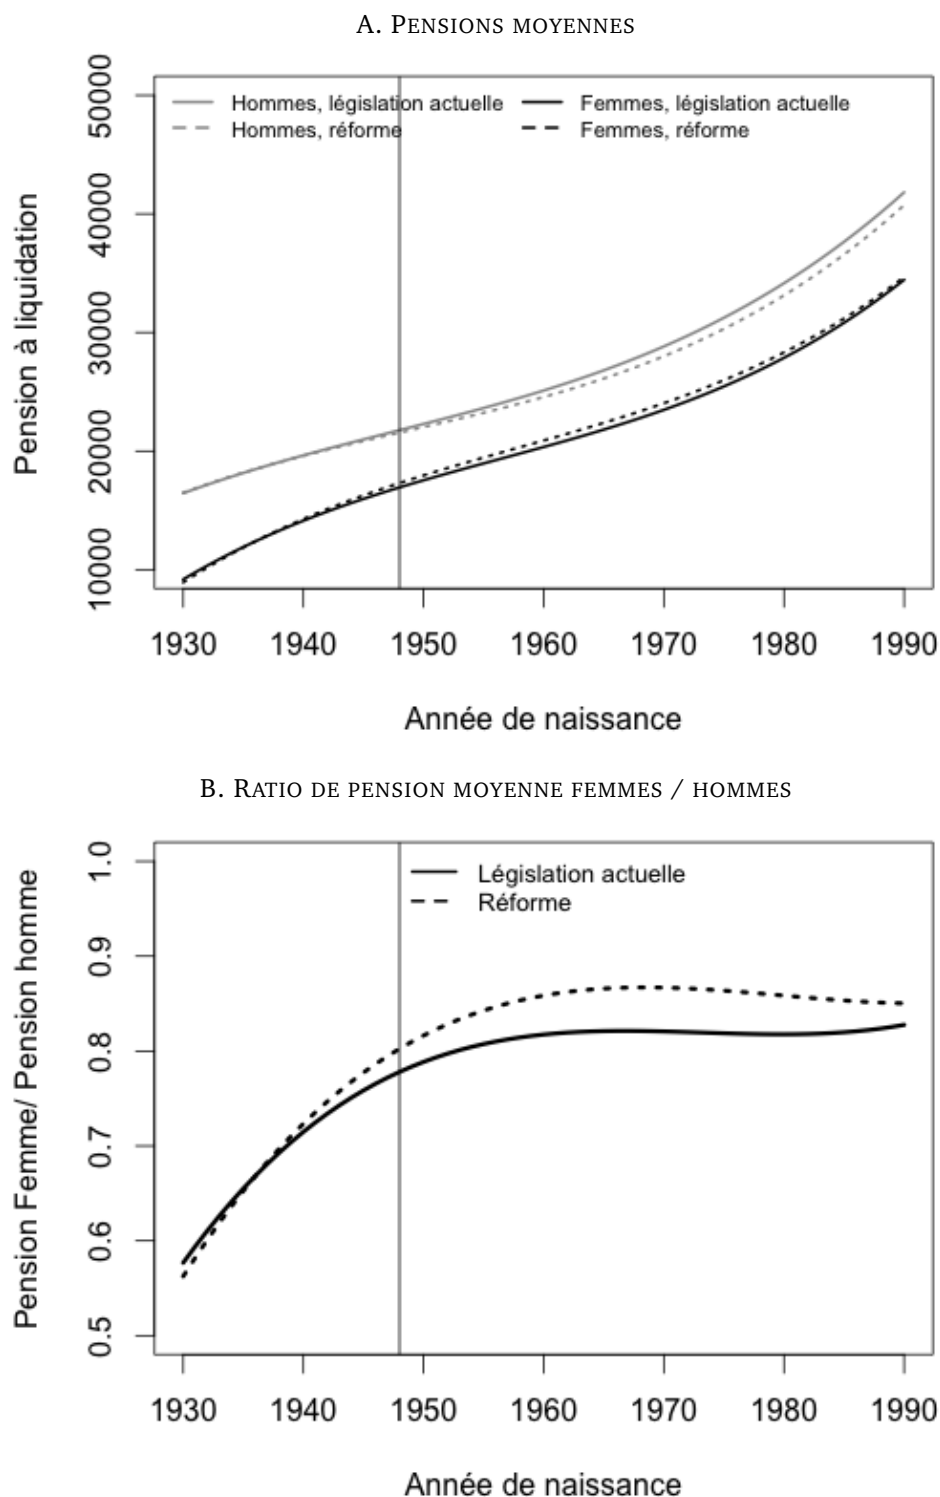 A. Pensions moyennes
Hommes, législation actuelle
Hommes, réforme
Femmes, législation actuelle
Femmes, réforme
Pension à liquidation
50000
40000
30000
20000
10000
1930 1940 1950 1960 1970 1980 1990
Année de naissance
B. Ratio de pension moyenne femmes / hommes
Législation actuelle
Réforme
Pension Femme/ Pension homme
1.0
0.9
0.8
0.7
0.6
0.5
1930 1940 1950 1960 1970 1980 1990
Année de naissance